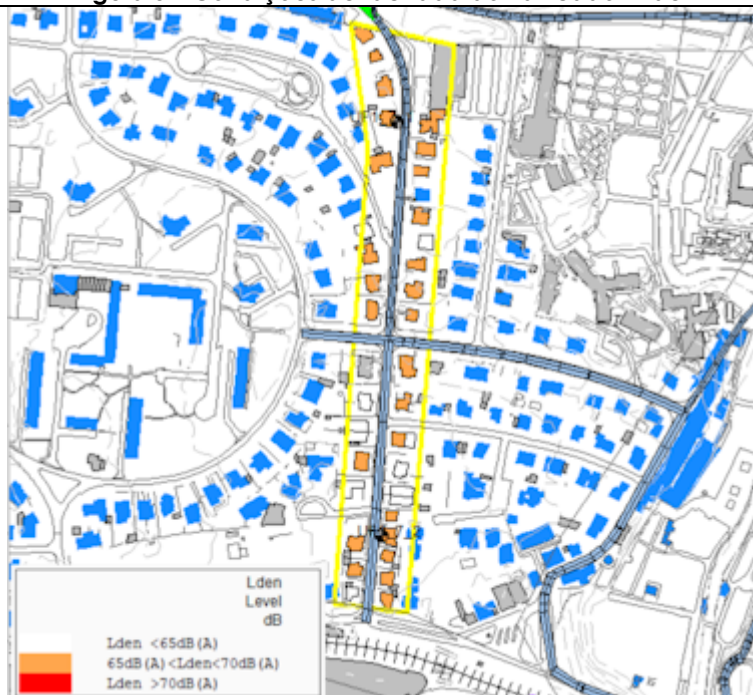 Lden
Level
dB
Lden <65dB(A)
65dB(A)<Lden<70dB(A)
Lden >70dB(A)